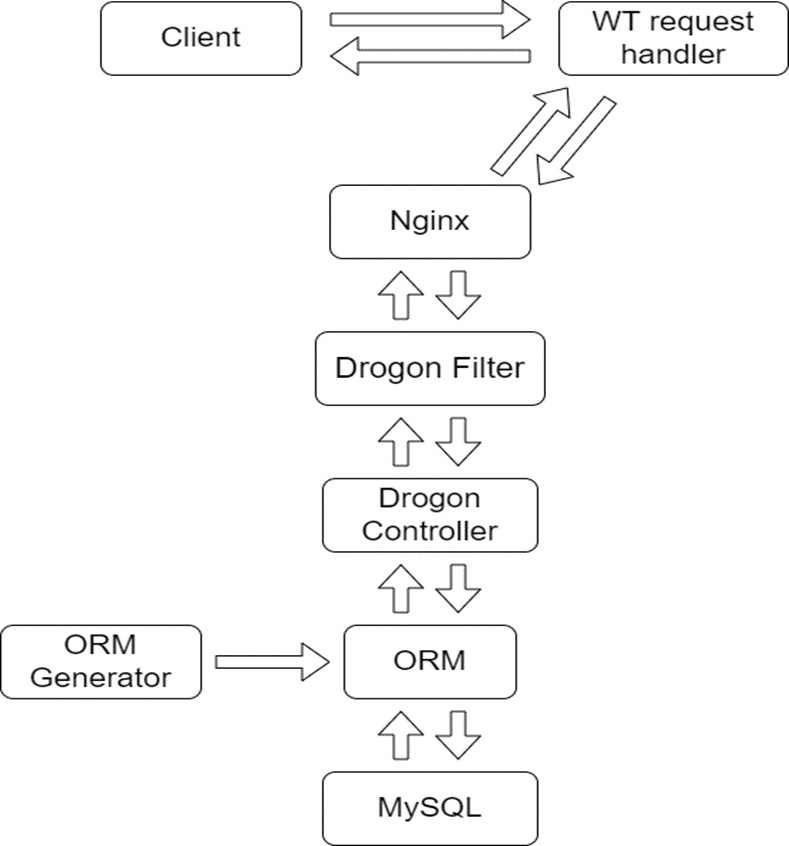 Client
WT request
handler
Nginx
Drogon Filter
Drogon
Controller
ORM
Generator
ORM
MySQL